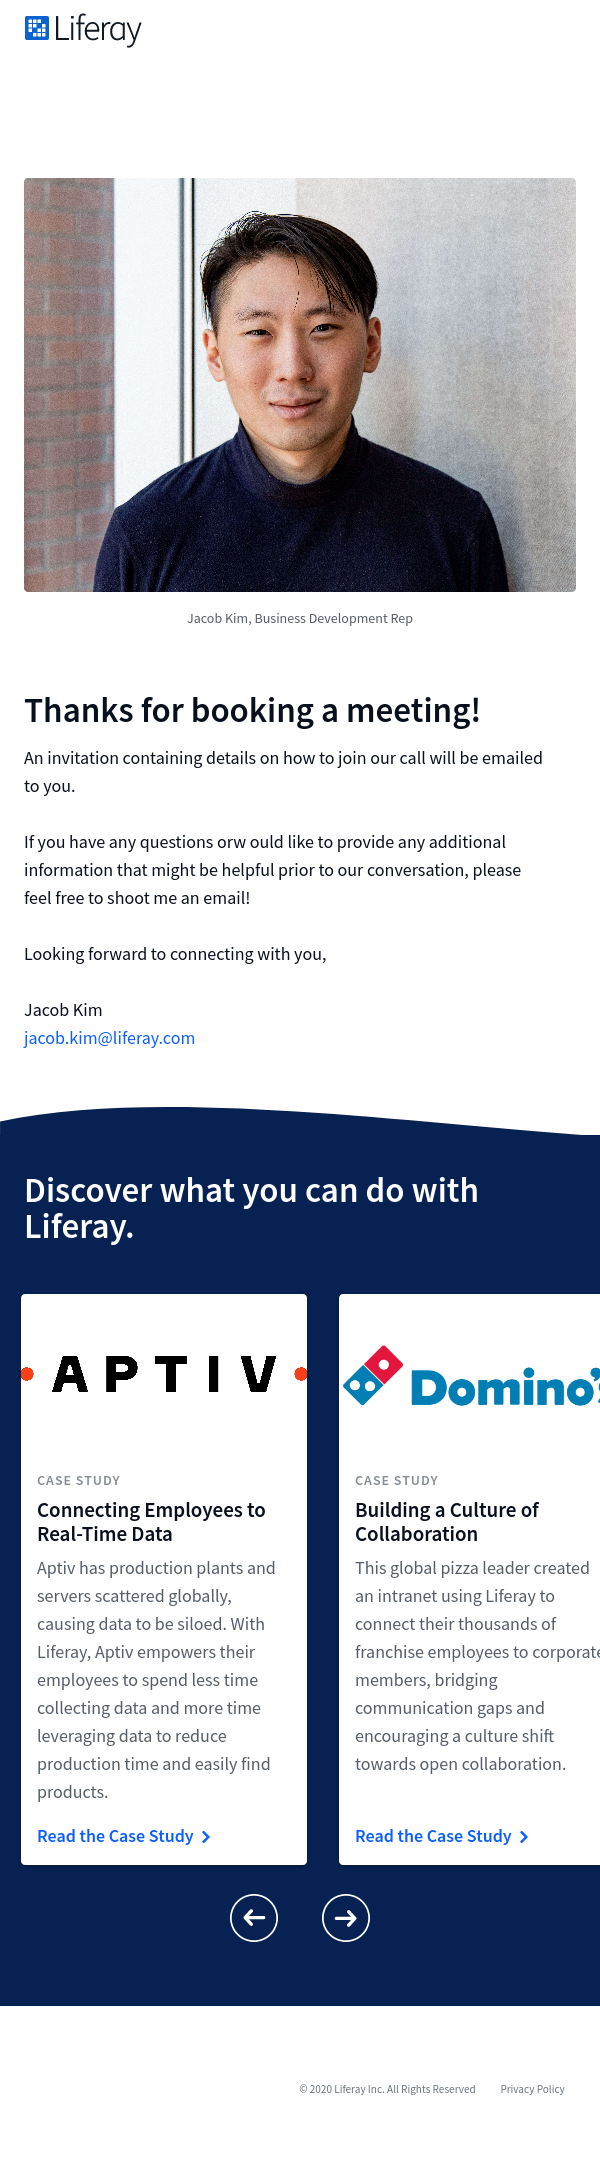 Liferay
Jacob Kim, Business Development Rep
Thanks for booking a meeting!
An invitation containing details on how to join our call will be emailed
to you.
If you have any questions orw ould like to provide any additional
information that might be helpful prior to our conversation, please
feel free to shoot me an email!
Looking forward to connecting with you,
Jacob Kim
jacob.kim@liferay.com
Discover what you can do with
Liferay.
APTIV
CASE STUDY
Connecting Employees to
Real-Time Data
Aptiv has production plants and
servers scattered globally,
causing data to be siloed. With
Liferay, Aptiv empowers their
employees to spend less time
collecting data and more time
leveraging data to reduce
production time and easily find
products.
Read the Case Study
Domino's
CASE STUDY
Building a Culture of
Collaboration
This global pizza leader created
an intranet using Liferay to
connect their thousands of
franchise employees to corporate
members, bridging
communication gaps and
encouraging a culture shift
towards open collaboration.
Read the Case Study
© 2020 Liferay Inc. All Rights Reserved Privacy Policy